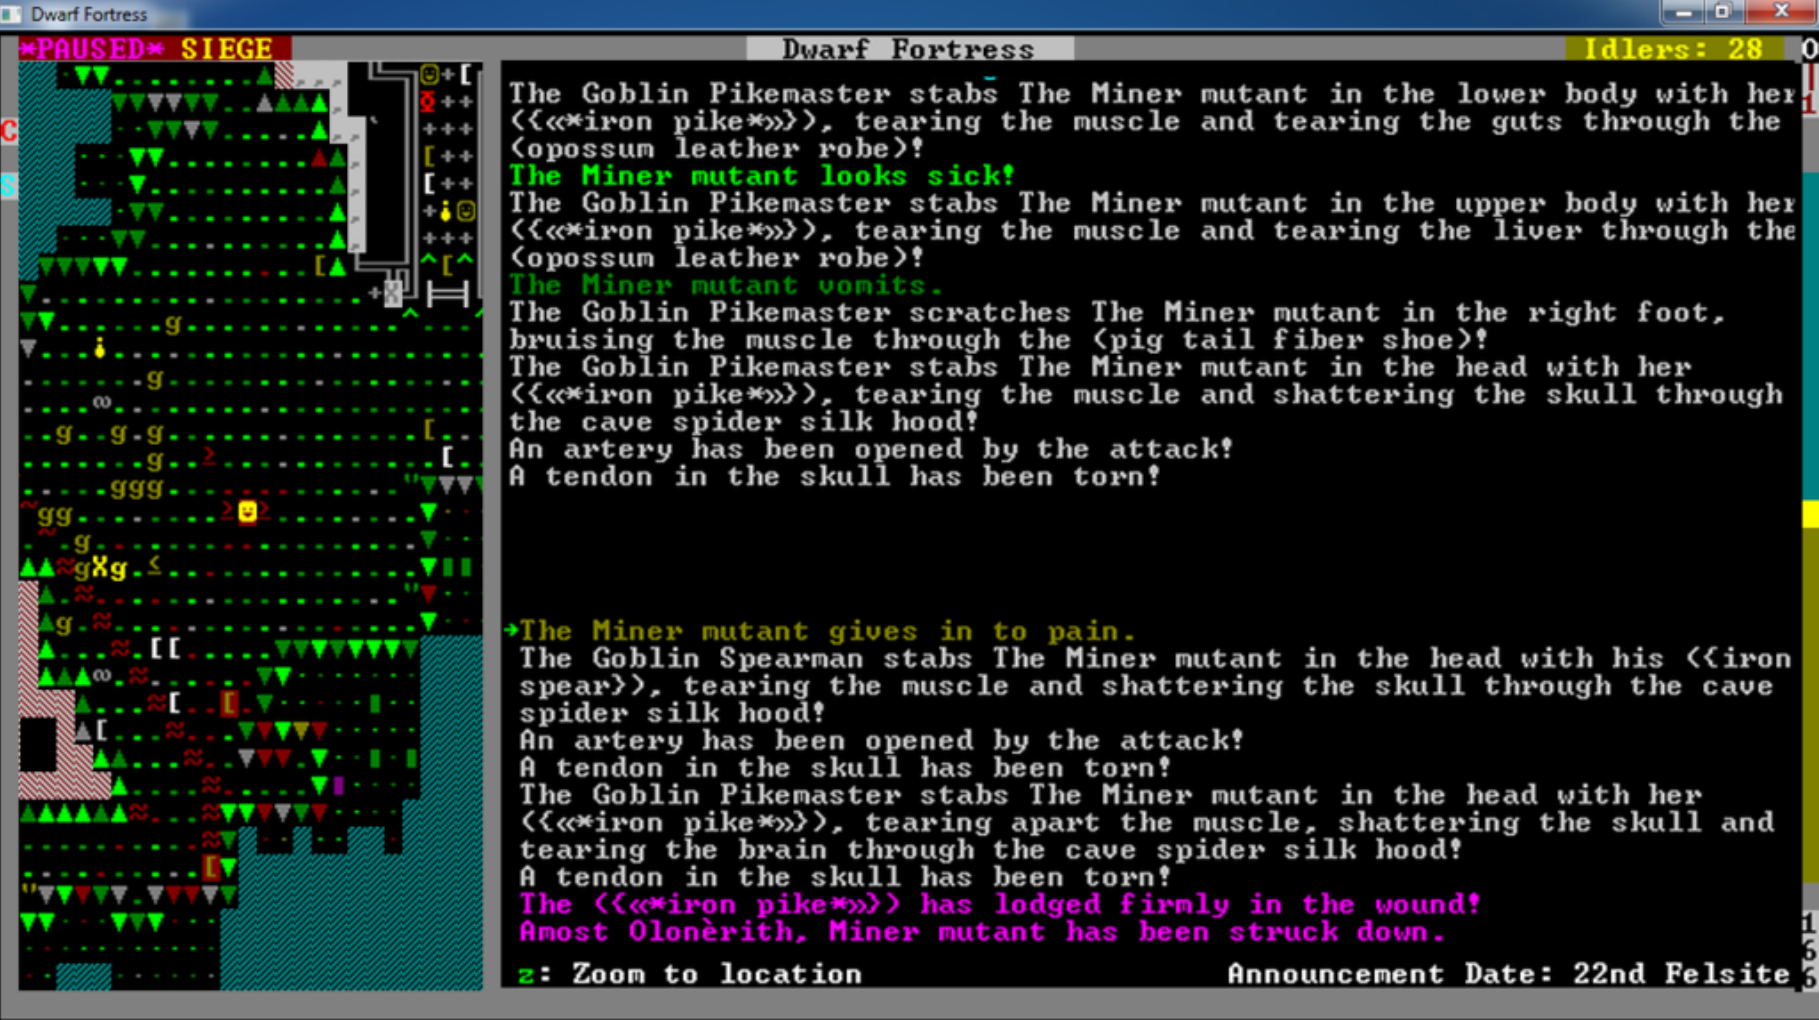 Dwarf Fortress
*PAUSED* SIEGE
Dwarf Fortress
Idlers: 28
The Goblin Pikemaster stabs The Miner mutant in the lower body with her
({«*iron pike*»}), tearing the muscle and tearing the guts through the
(opossum leather robe)!
The Miner mutant looks sick!
The Goblin Pikemaster stabs The Miner mutant in the upper body with her
({«*iron pike*»}), tearing the muscle and tearing the liver through the
(opossum leather robe)!
The Miner mutant vomits.
The Goblin Pikemaster scratches The Miner mutant in the right foot,
bruising the muscle through the (pig tail fiber shoe)!
The Goblin Pikemaster stabs The Miner mutant in the head with her
({«*iron pike*»}), tearing the muscle and shattering the skull through
the cave spider silk hood!
An artery has been opened by the attack!
A tendon in the skull has been torn!
The Miner mutant gives in to pain.
The Goblin Spearman stabs The Miner mutant in the head with his ({iron
spear}), tearing the muscle and shattering the skull through the cave
spider silk hood!
An artery has been opened by the attack!
A tendon in the skull has been torn!
The Goblin Pikemaster stabs The Miner mutant in the head with her
({«*iron pike*»}), tearing apart the muscle, shattering the skull and
tearing the brain through the cave spider silk hood!
A tendon in the skull has been torn!
The ({«*iron pike*»}) has lodged firmly in the wound!
Amost Olonèrith, Miner mutant has been struck down.
z: Zoom to location
Announcement Date: 22nd Felsite